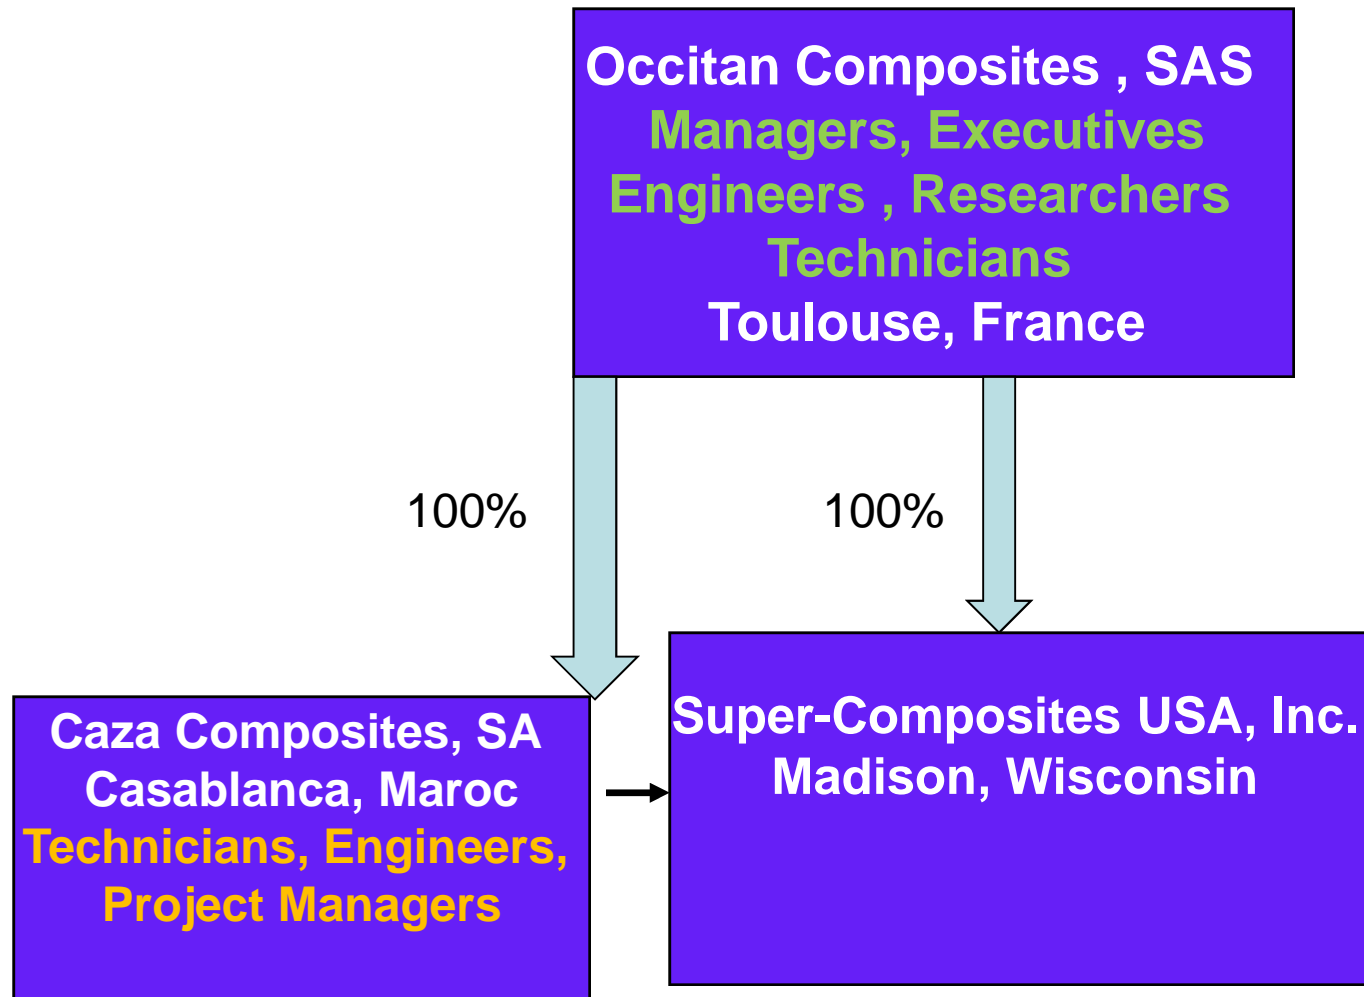 Occitan Composites , SAS
Managers, Executives
Engineers , Researchers
Technicians
Toulouse, France
100%
100%
Caza Composites, SA
Casablanca, Maroc
Technicians, Engineers,
Project Managers
Super-Composites USA, Inc.
Madison, Wisconsin